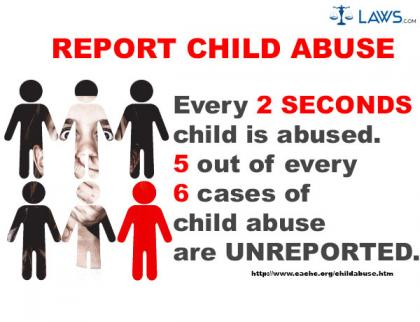 LAWS.COM
REPORT CHILD ABUSE
Every 2 SECONDS
child is abused.
5 out of every
6 cases of
child abuse
are UNREPORTED.
http://www.eaehc.org/childabuse.htm